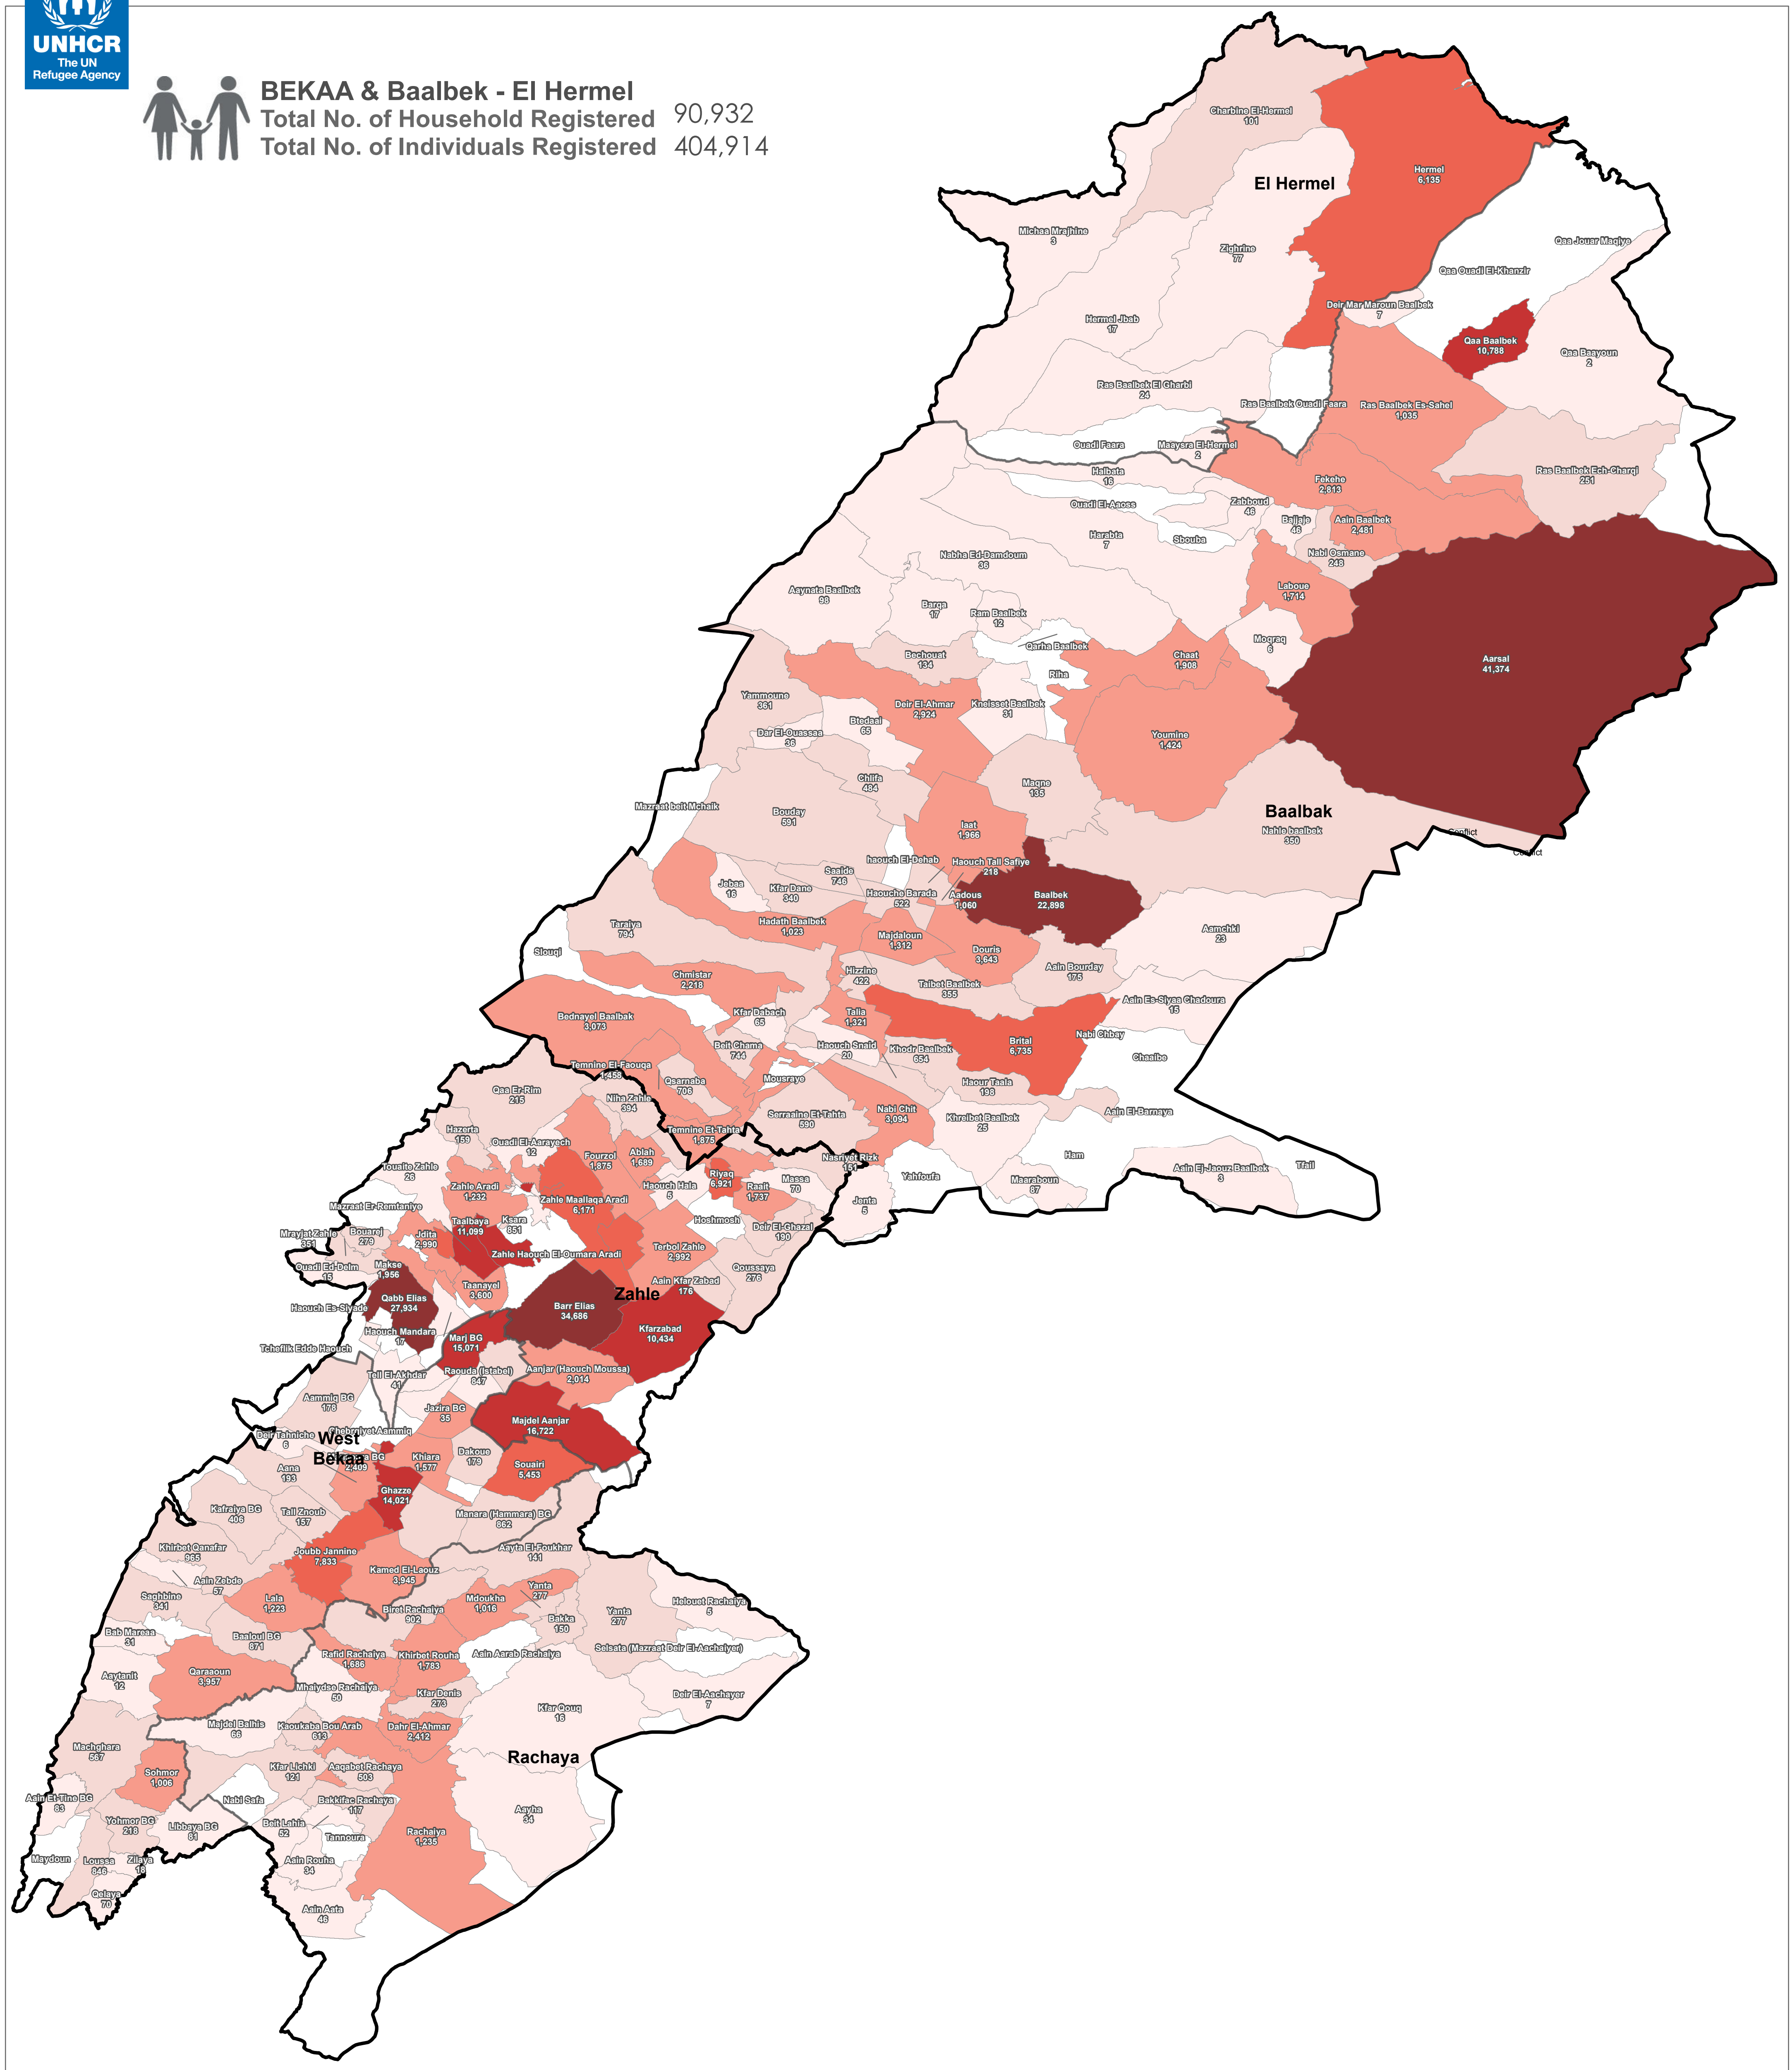 UNHCR
The UN
Refugee Agency
BEKAA & Baalbek - El Hermel
Total No. of Household Registered 90,932
Total No. of Individuals Registered 404,914
Charbine El-Hermel
101
Hermel
6,135
El Hermel
Michaa Mrajhine
3
Zighrine
77
Qaa Jouar Maqiye
Qaa Ouadi El-Khanzir
Deir Mar Maroun Baalbek
7
Hermel Jbab
17
Qaa Baalbek
10,788
Qaa Baayoun
2
Ras Baalbek El Gharbi
24
Ras Baalbek Ouadi Faara
Ras Baalbek Es-Sahel
1,035
Ouadi Faara
Maaysra El-Hermel
2
Halbata
16
Ras Baalbek Ech-Charqi
251
Fekehe
2,813
Ouadi El-Aaoss
Zabboud
46
Bajjaje
46
Aain Baalbek
2,481
Harabta
7
Sbouba
Nabi Osmane
248
Nabha Ed-Damdoum
36
Aaynata Baalbek
98
Laboue
1,714
Barqa
17
Ram Baalbek
12
Moqraq
6
Qarha Baalbek
Bechouat
134
Chaat
1,908
Aarsal
41,374
Riha
Yammoune
361
Deir El-Ahmar
2,924
Kneisset Baalbek
31
Btedaai
65
Dar El-Ouassaa
36
Youmine
1,424
Chlifa
484
Maqne
135
Mazraat beit Mchaik
Bouday
591
Baalbak
Nahle baalbek
350
Conflict
Conflict
Iaat
1,966
haouch El-Dehab
Haouch Tall Safiye
218
Saaide
746
Jebaa
16
Kfar Dane
340
Haouche Barada
522
Aadous
1,060
Baalbek
22,898
Taraiya
794
Hadath Baalbek
1,023
Majdaloun
1,312
Aamchki
23
Slouqi
Douris
3,643
Aain Bourday
175
Chmistar
2,218
Hizzine
422
Taibet Baalbek
355
Aain Es-Siyaa Chadoura
15
Bednayel Baalbak
3,073
Kfar Dabach
65
Talia
1,321
Nabi Chbay
Brital
6,735
Beit Chama
744
Haouch Snaid
20
Khodr Baalbek
654
Chaaibe
Temnine El-Faouqa
1,458
Qsarnaba
706
Mousraye
Haour Taala
198
Qaa Er-Rim
215
Niha Zahle
394
Serraaine Et-Tahta
590
Nabi Chit
3,094
Khreibet Baalbek
25
Aain El-Barnaya
Hazerta
159
Temnine Et-Tahta
1,875
Ouadi El-Aarayech
12
Fourzol
1,875
Ablah
1,689
Nasriyet Rizk
151
Ham
Touaite Zahle
26
Riyaq
6,921
Massa
70
Yahfoufa
Aain Ej-Jaouz Baalbek
3
Tfail
Zahle Aradi
1,232
Haouch Hala
5
Raait
1,737
Maaraboun
87
Zahle Maallaqa Aradi
6,171
Jenta
5
Mazraat Er-Remtaniye
Taalbaya
11,099
Ksara
851
Hoshmosh
Deir El-Ghazal
190
Mrayjat Zahle
351
Bouarej
279
Jdita
2,990
Zahle Haouch El-Oumara Aradi
Terbol Zahle
2,992
Ouadi Ed-Delm
15
Makse
1,956
Qoussaya
276
Taanayel
3,600
Aain Kfar Zabad
176
Zahle
Haouch Es-Siyade
Qabb Elias
27,934
Barr Elias
34,686
Haouch Mandara
17
Marj BG
15,071
Kfarzabad
10,434
Tcheflik Edde Haouch
Tell El-Akhdar
41
Raouda (Istabel)
847
Aanjar (Haouch Moussa)
2,014
Aammiq BG
178
Jazira BG
35
Majdel Aanjar
16,722
Deir Tahniche
6
Chebrqiyet Aammiq
West
Bekaa
BG
2,409
Khiara
1,577
Dakoue
179
Aana
193
Souairi
5,453
Ghazze
14,021
Kafraiya BG
406
Tall Znoub
157
Manara (Hammara) BG
862
Khirbet Qanafar
965
Joubb Jannine
7,833
Aayta El-Foukhar
141
Aain Zebde
57
Kamed El-Laouz
3,945
Saghbine
341
Lala
1,223
Yanta
277
Mdoukha
1,016
Biret Rachaiya
902
Yanta
277
Helouet Rachaiya
5
Bakka
150
Bab Mareaa
31
Baaloul BG
871
Selsata (Mazraat Deir El-Aachaiyer)
Rafid Rachaiya
1,686
Khirbet Rouha
1,783
Aain Aarab Rachaiya
Aaytanit
12
Qaraaoun
3,957
Mhaiydse Rachaiya
50
Kfar Denis
273
Deir El-Aachayer
7
Kfar Qouq
16
Majdel Balhis
66
Kaoukaba Bou Arab
613
Dahr El-Ahmar
2,412
Machghara
567
Rachaya
Sohmor
1,006
Kfar Lichki
121
Aaqabet Rachaya
503
Aain Et-Tine BG
83
Nabi Safa
Bakkifac Rachaya
117
Aayha
34
Yohmor BG
218
Libbaya BG
81
Beit Lahia
52
Tannoura
Rachaiya
1,235
Maydoun
Loussa
846
Zilaya
18
Aain Rouha
34
Qelaya
70
Aain Aata
46